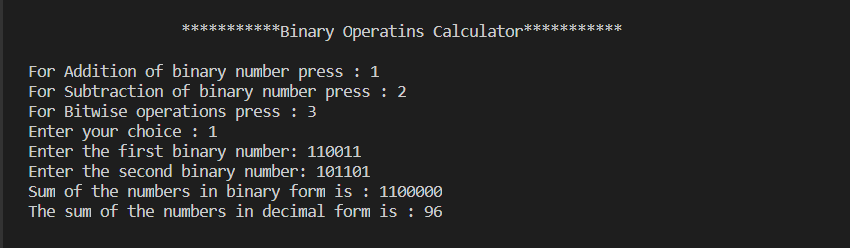 ***********Binary Operatins Calculator***********
For Addition of binary number press : 1
For Subtraction of binary number press : 2
For Bitwise operations press : 3
Enter your choice : 1
Enter the first binary number: 110011
Enter the second binary number: 101101
Sum of the numbers in binary form is : 1100000
The sum of the numbers in decimal form is : 96